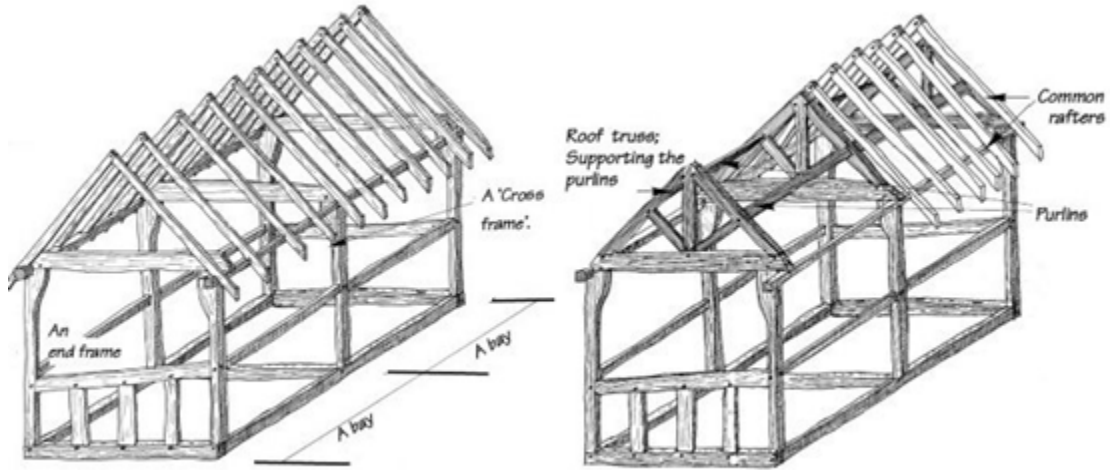 A 'Cross
frame'.
An
end frame
A bay
A bay
Roof truss;
Supporting the
purlins
Common
rafters
Purlins